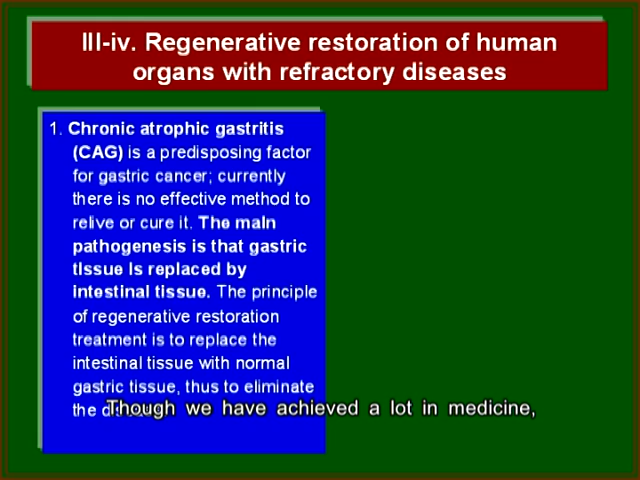 III-iv. Regenerative restoration of human
organs with refractory diseases
1. Chronic atrophic gastritis
(CAG) is a predisposing factor
for gastric cancer; currently
there is no effective method to
relive or cure it. The main
pathogenesis is that gastric
tissue is replaced by
intestinal tissue. The principle
of regenerative restoration
treatment is to replace the
intestinal tissue with normal
gastric tissue, thus to eliminate
the
Though we have achieved a lot in medicine,